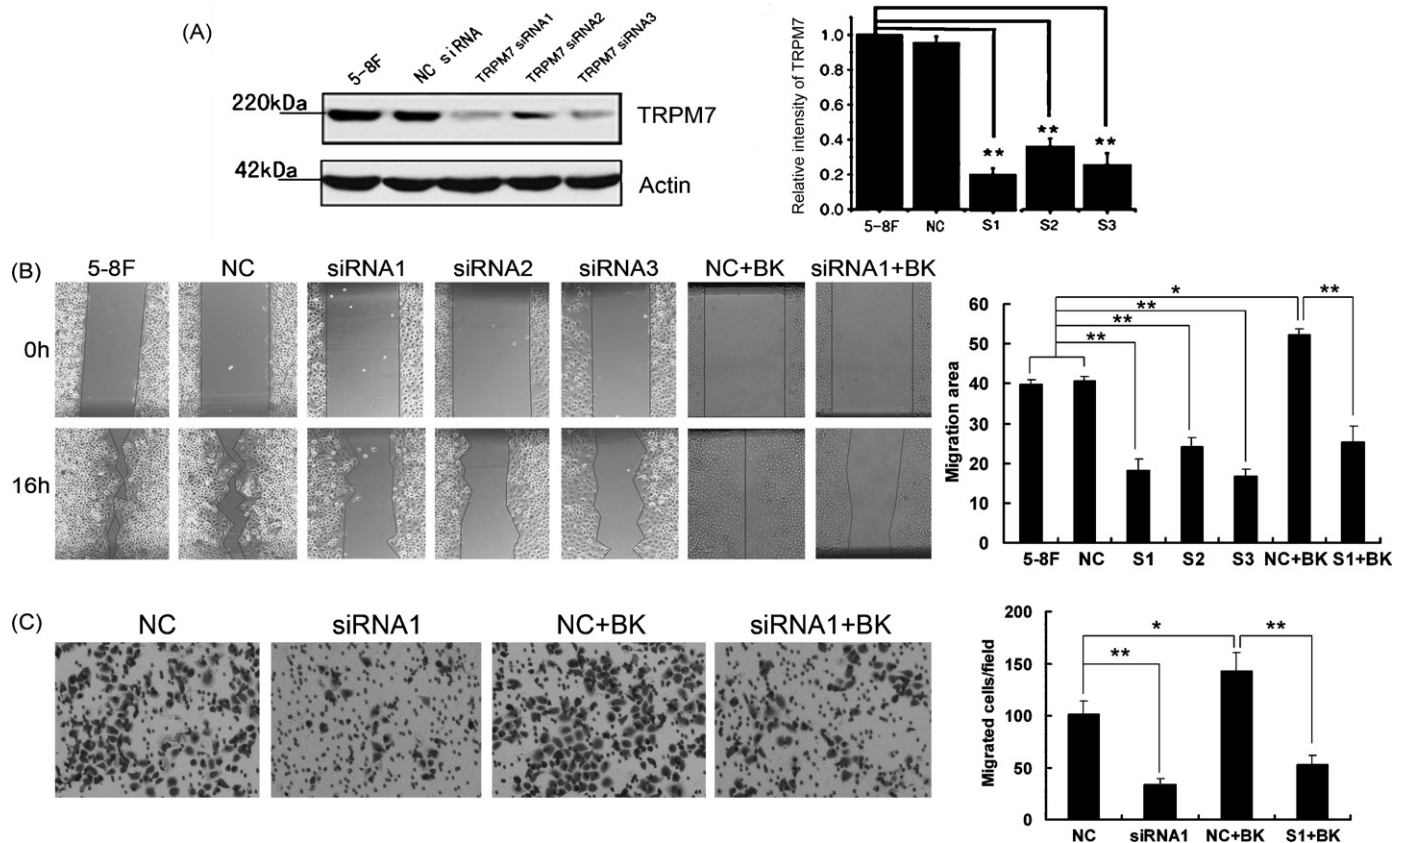 (A)
5-8F NC siRNA TRPM7 siRNA1 TRPM7 siRNA2 TRPM7 siRNA3
220kDa TRPM7
42kDa Actin
Relative intensity of TRPM7
1.0
0.8
0.6
0.4
0.2
0.0
** ** **
5-8F NC S1 S2 S3
(B)
5-8F NC siRNA1 siRNA2 siRNA3 NC+BK siRNA1+BK
0h
16h
Migration area
60
50
40
30
20
10
0
* **
**
**
**
5-8F NC S1 S2 S3 NC+BK S1+BK
(C)
NC siRNA1 NC+BK siRNA1+BK
Migrated cells/field
200
150
100
50
0
* **
**
NC siRNA1 NC+BK S1+BK